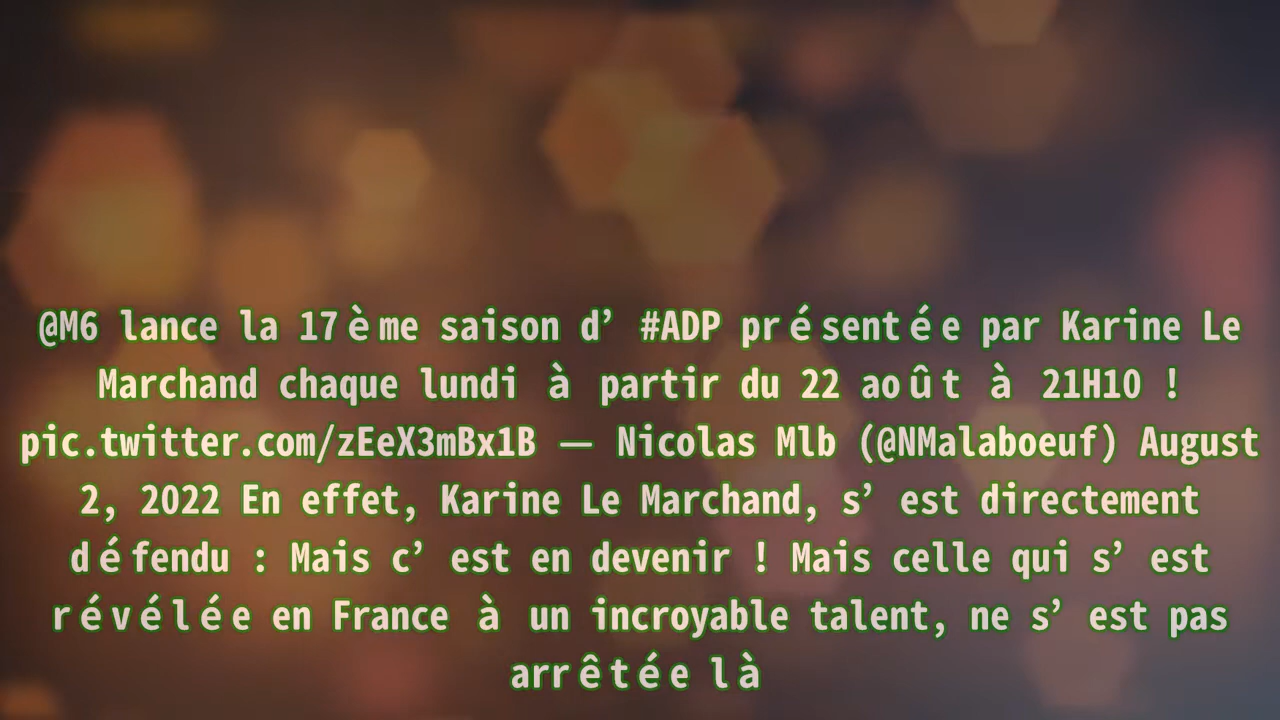 @M6 lance la 17ème saison d’ #ADP présentée par Karine Le
Marchand chaque lundi à partir du 22 août à 21H10 !
pic.twitter.com/zEeX3mBx1B — Nicolas Mlb (@NMalaboeuf) August
2, 2022 En effet, Karine Le Marchand, s’ est directement
défendu : Mais c’ est en devenir ! Mais celle qui s’ est
révélée en France à un incroyable talent, ne s’ est pas
arrêtée là